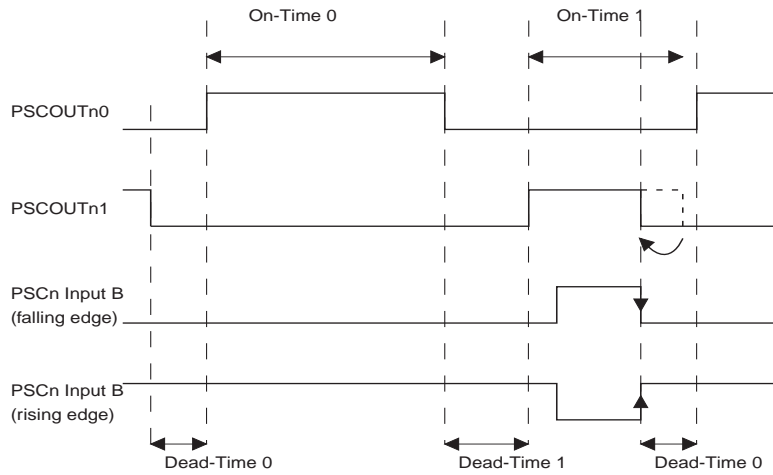 On-Time 0
On-Time 1
PSCOUTn0
PSCOUTn1
PSCn Input B
(falling edge)
PSCn Input B
(rising edge)
Dead-Time 0
Dead-Time 1
Dead-Time 0